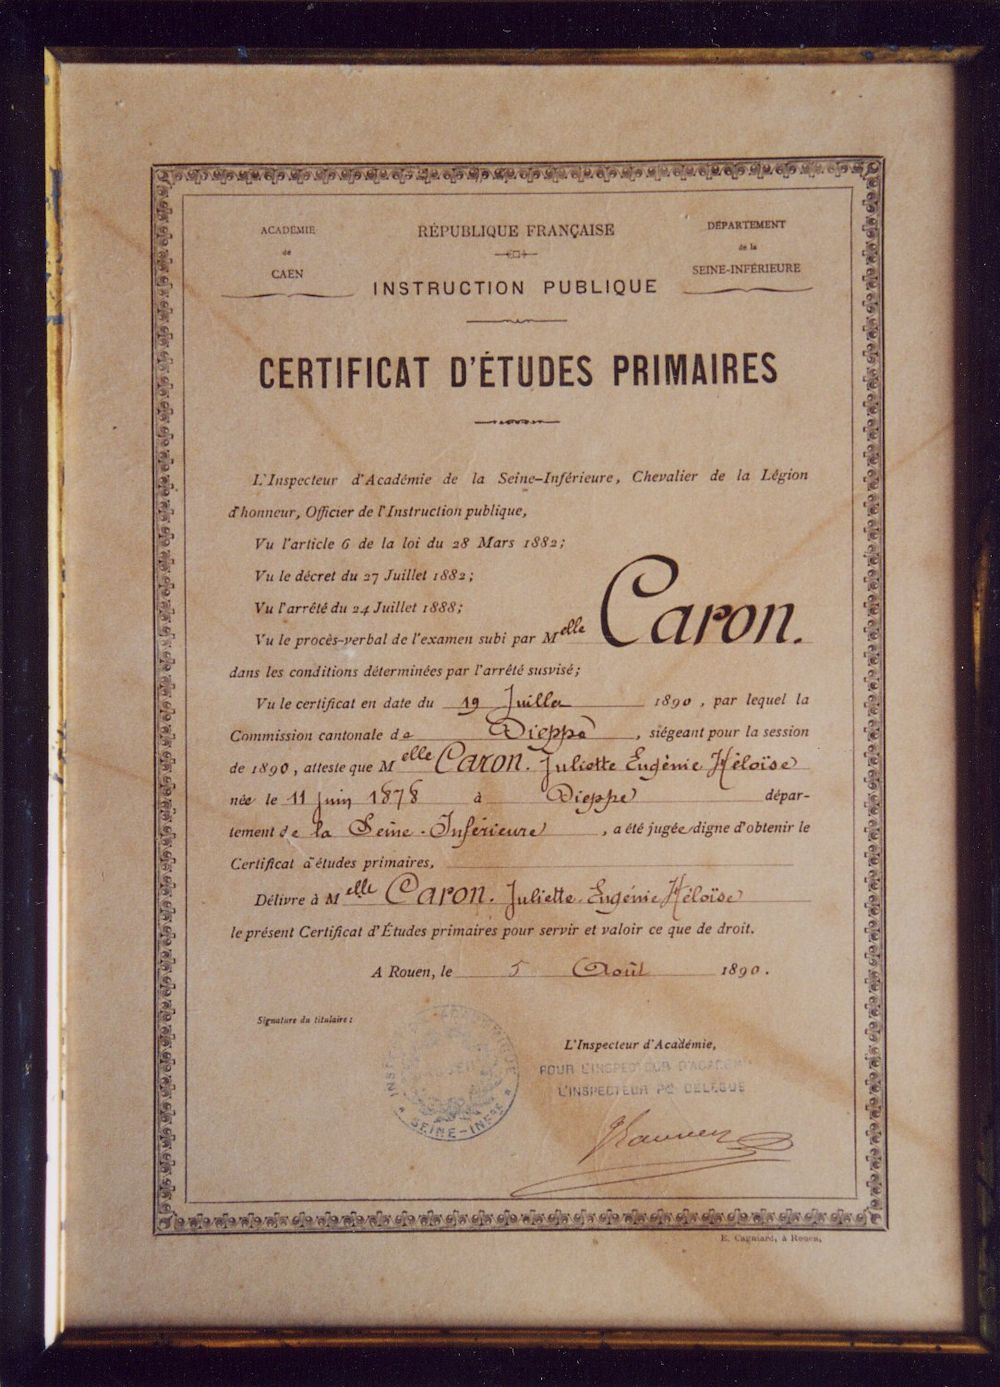 ACADÉMIE
de
CAEN
RÉPUBLIQUE FRANÇAISE
INSTRUCTION PUBLIQUE
DÉPARTEMENT
de la
SEINE-INFÉRIEURE
CERTIFICAT D'ÉTUDES PRIMAIRES
L'Inspecteur d'Académie de la Seine-Inférieure, Chevalier de la Légion
d'honneur, Officier de l'Instruction publique,
Vu l'article 6 de la loi du 28 Mars 1882;
Vu le décret du 27 Juillet 1882;
Vu l'arrêté du 24 Juillet 1888;
Vu le procès-verbal de l'examen subi par Melle Caron.
dans les conditions déterminées par l'arrêté susvisé;
Vu le certificat en date du 19 Juillet 1890, par lequel la
Commission cantonale de Dieppe, siégeant pour la session
de 1890, atteste que Melle Caron. Juliette Eugénie Héloïse
née le 11 juin 1878 à Dieppe dépar-
tement de la Seine-Inférieure, a été jugée digne d'obtenir le
Certificat d'études primaires,
Délivre à Melle Caron. Juliette Eugénie Héloïse
le présent Certificat d'Études primaires pour servir et valoir ce que de droit.
A Rouen, le 5 Août 1890.
Signature du titulaire:
L'Inspecteur d'Académie,
POUR L'INSPECTEUR D'ACADÉMIE
L'INSPECTEUR PE DÉLÉGUÉ
SEINE-INFRE
E. Cagniard, à Rouen,